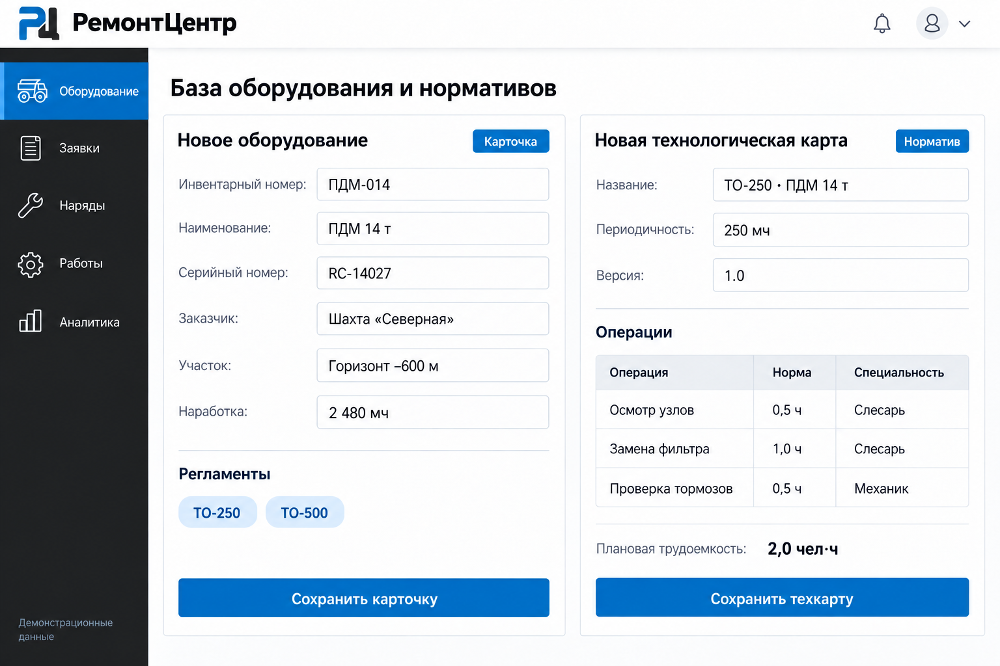 РЦ РемонтЦентр
Оборудование
Заявки
Наряды
Работы
Аналитика
Демонстрационные
данные
База оборудования и нормативов
Новое оборудование
Карточка
Инвентарный номер: ПДМ-014
Наименование: ПДМ 14 т
Серийный номер: RC-14027
Заказчик: Шахта «Северная»
Участок: Горизонт –600 м
Наработка: 2 480 мч
Регламенты
ТО-250 ТО-500
Сохранить карточку
Новая технологическая карта
Норматив
Название: ТО-250 • ПДМ 14 т
Периодичность: 250 мч
Версия: 1.0
Операции
Операция Норма Специальность
Осмотр узлов 0,5 ч Слесарь
Замена фильтра 1,0 ч Слесарь
Проверка тормозов 0,5 ч Механик
Плановая трудоемкость: 2,0 чел·ч
Сохранить техкарту